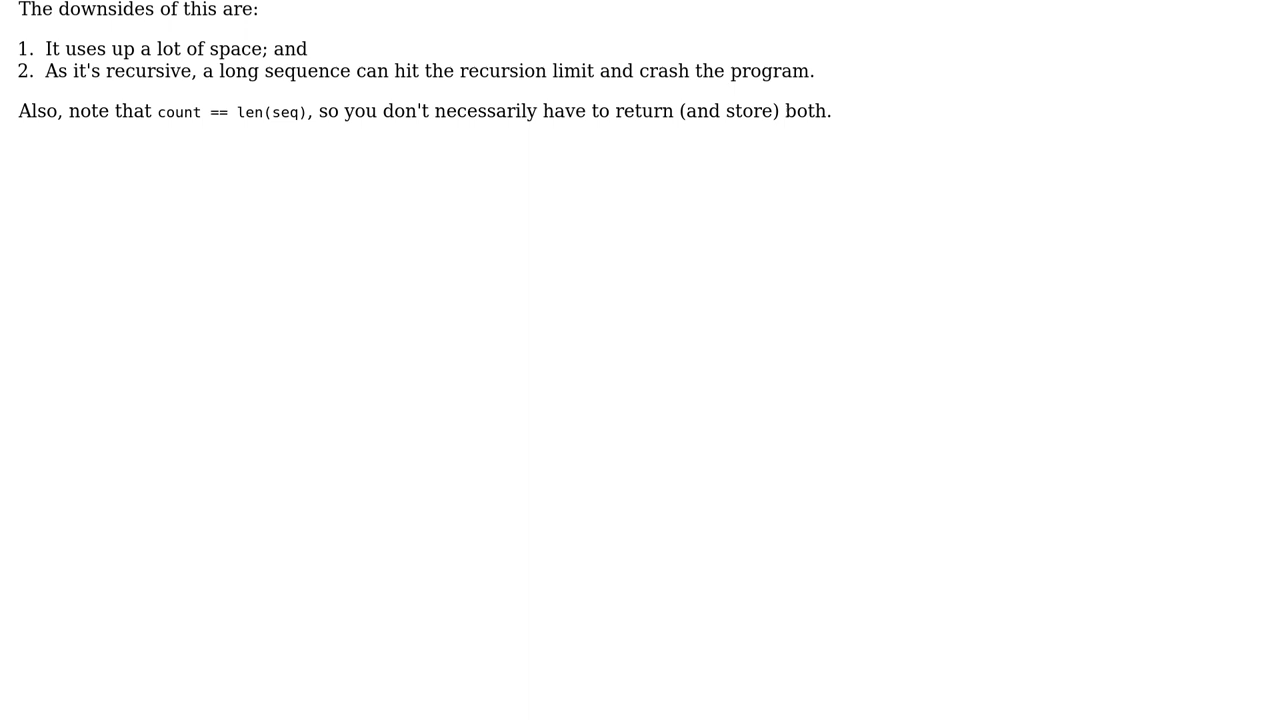 The downsides of this are:
1. It uses up a lot of space; and
2. As it's recursive, a long sequence can hit the recursion limit and crash the program.
Also, note that count == len(seq), so you don't necessarily have to return (and store) both.